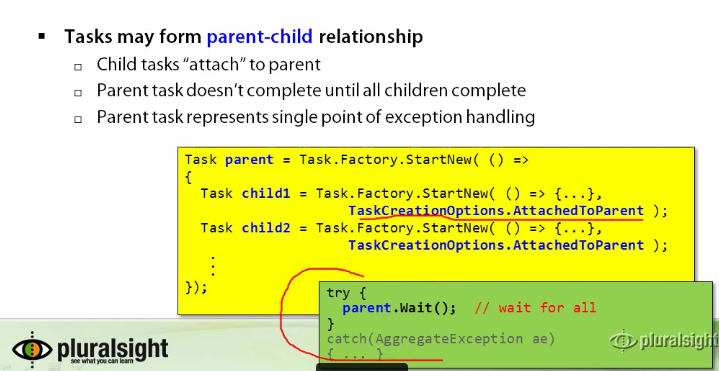 Tasks may form parent-child relationship
Child tasks “attach” to parent
Parent task doesn’t complete until all children complete
Parent task represents single point of exception handling
Task parent = Task.Factory.StartNew( () =>
{
Task child1 = Task.Factory.StartNew( () => {...},
TaskCreationOptions.AttachedToParent );
Task child2 = Task.Factory.StartNew( () => {...},
TaskCreationOptions.AttachedToParent );
.
:
});
try {
parent.Wait(); // wait for all
}
catch(AggregateException ae)
{ ... }
pluralsight
see what you can learn
pluralsight